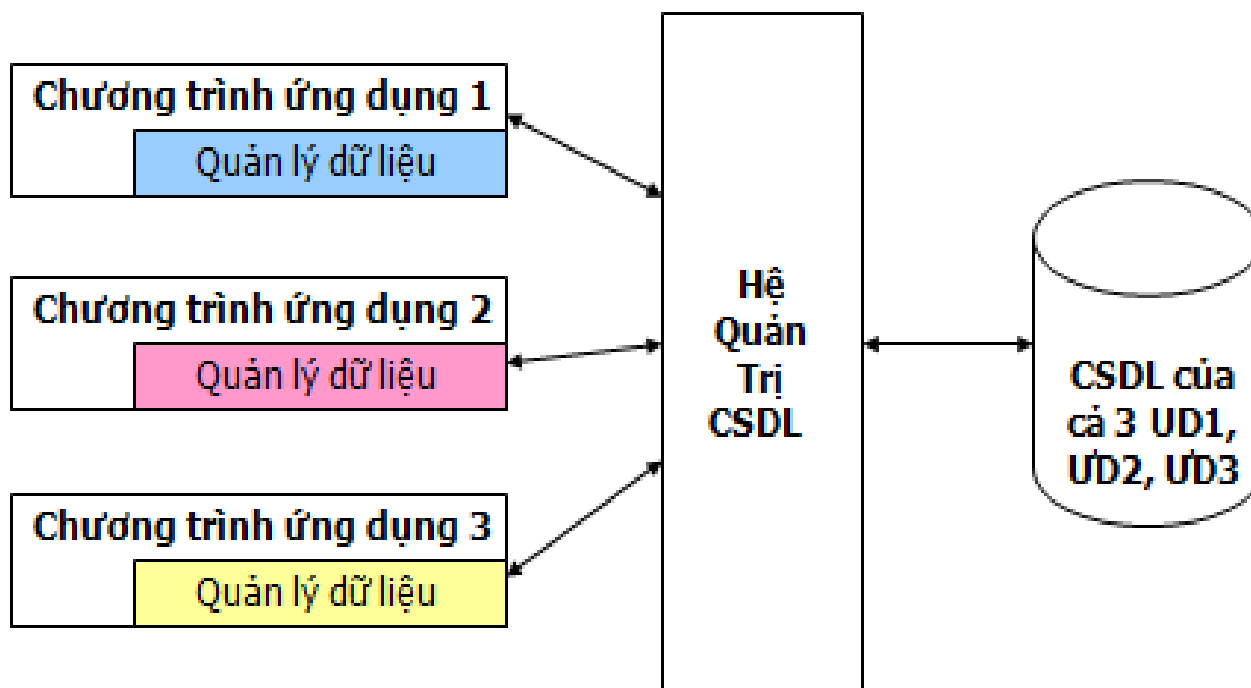 Chương trình ứng dụng 1
Quản lý dữ liệu
Chương trình ứng dụng 2
Quản lý dữ liệu
Chương trình ứng dụng 3
Quản lý dữ liệu
Hệ
Quản
Trị
CSDL
CSDL của
cả 3 UD1,
ƯD2, ƯD3